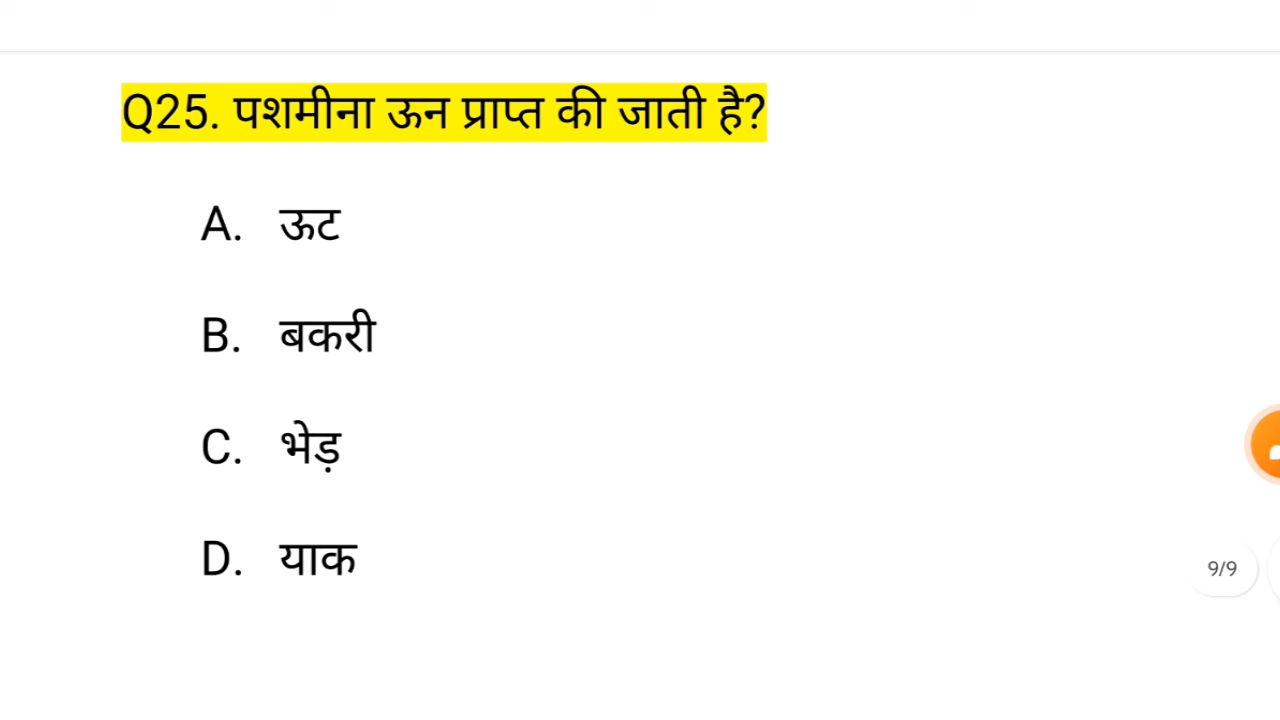 Q25. पशमीना ऊन प्राप्त की जाती है?
A. ऊट
B. बकरी
C. भेड़
D. याक
9/9